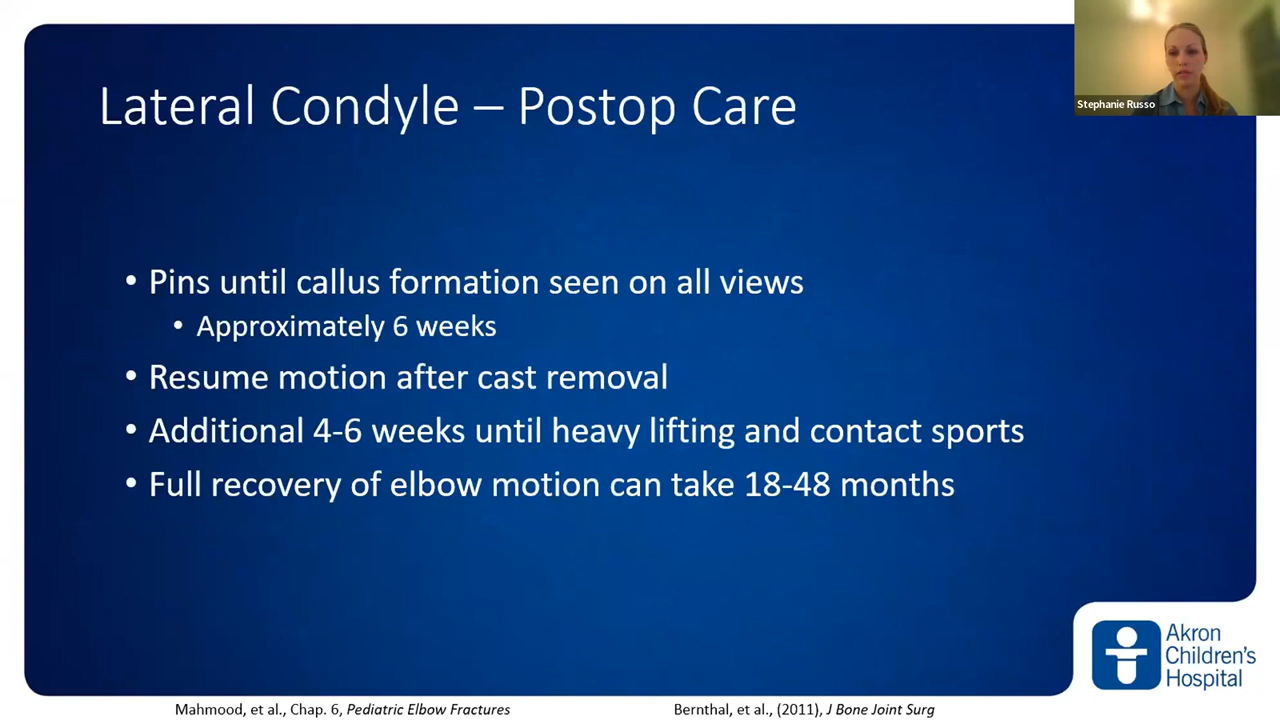 Stephanie Russo
Lateral Condyle – Postop Care
• Pins until callus formation seen on all views
• Approximately 6 weeks
• Resume motion after cast removal
• Additional 4-6 weeks until heavy lifting and contact sports
• Full recovery of elbow motion can take 18-48 months
Akron
Children's
Hospital
Mahmood, et al., Chap. 6, Pediatric Elbow Fractures
Bernthal, et al., (2011), J Bone Joint Surg